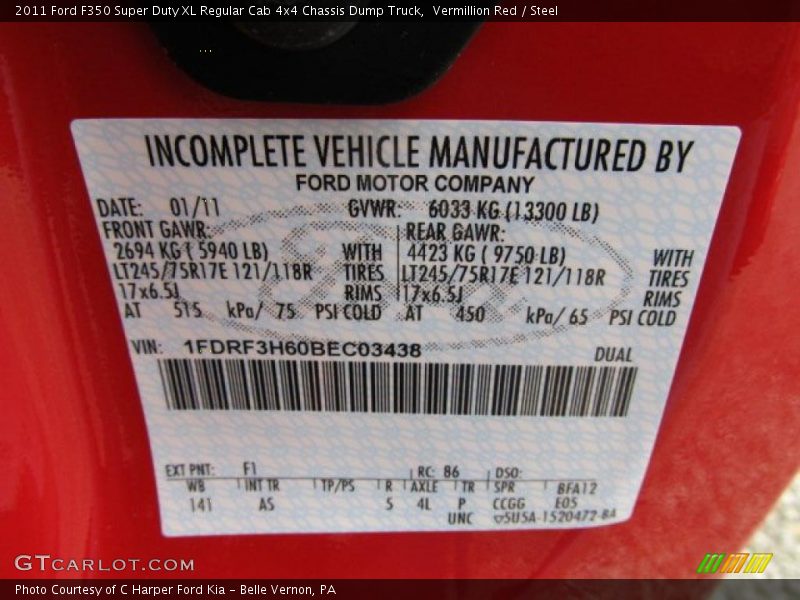 2011 Ford F350 Super Duty XL Regular Cab 4x4 Chassis Dump Truck, Vermillion Red / Steel
INCOMPLETE VEHICLE MANUFACTURED BY
FORD MOTOR COMPANY
DATE: 01/11 GVWR: 6033 KG (13300 LB)
FRONT GAWR: REAR GAWR:
2694 KG ( 5940 LB) WITH 4423 KG ( 9750 LB) WITH
LT245/75R17E 121/118R TIRES LT245/75R17E 121/118R TIRES
17x6.5J RIMS 17x6.5J RIMS
AT 515 kPa/ 75 PSI COLD AT 450 kPa/ 65 PSI COLD
VIN: 1FDRF3H60BEC03438 DUAL
EXT PNT: F1 RC: 86 DSO:
WB INT TR TP/PS R AXLE TR SPR BFA12
141 AS 5 4L P CCGG E05
UNC ▽5U5A-1520472-BA
GTCARLOT.COM
Photo Courtesy of C Harper Ford Kia - Belle Vernon, PA